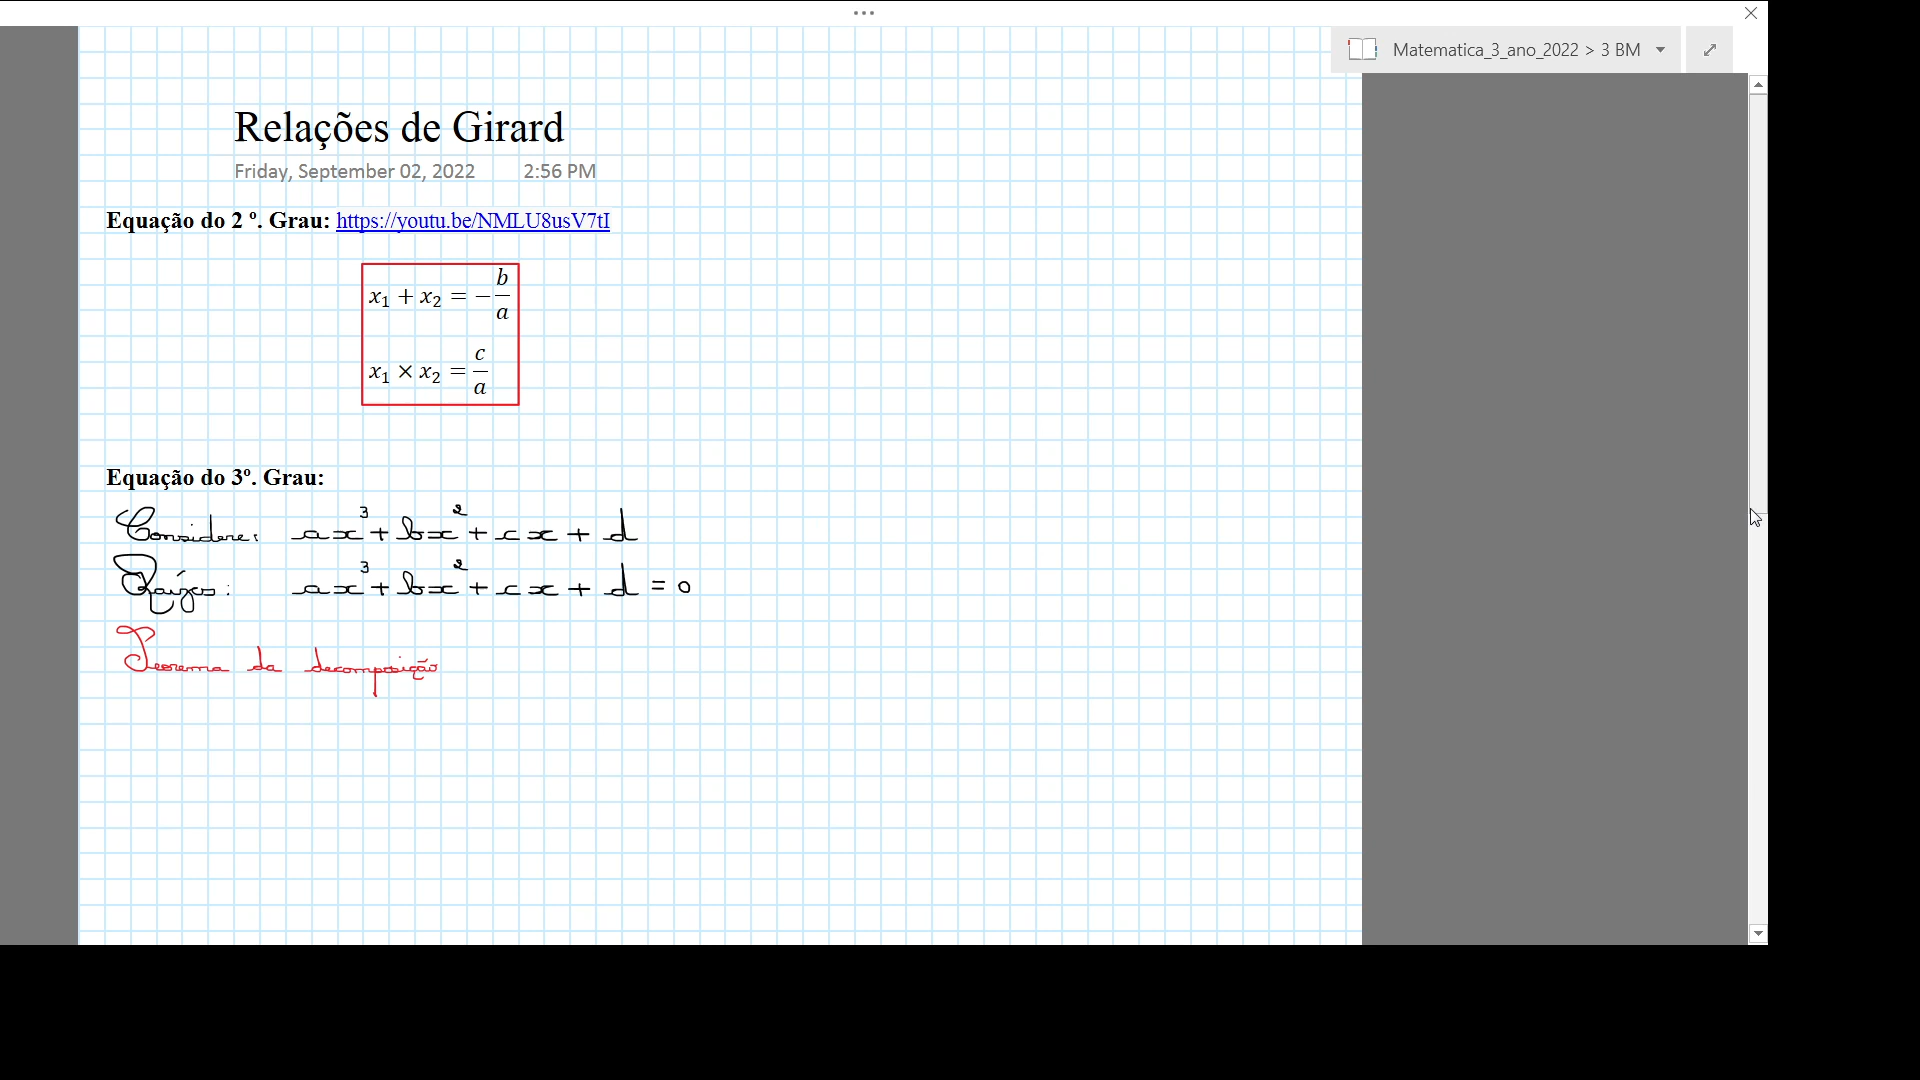 Matematica_3_ano_2022 > 3 BM
Relações de Girard
Friday, September 02, 2022 2:56 PM
Equação do 2 º. Grau: https://youtu.be/NMLU8usV7tI
x₁ + x₂ = −b/a
x₁ × x₂ = c/a
Equação do 3º. Grau:
Considere: ax³ + bx² + cx + d
Raízes: ax³ + bx² + cx + d = 0
Teorema da decomposição